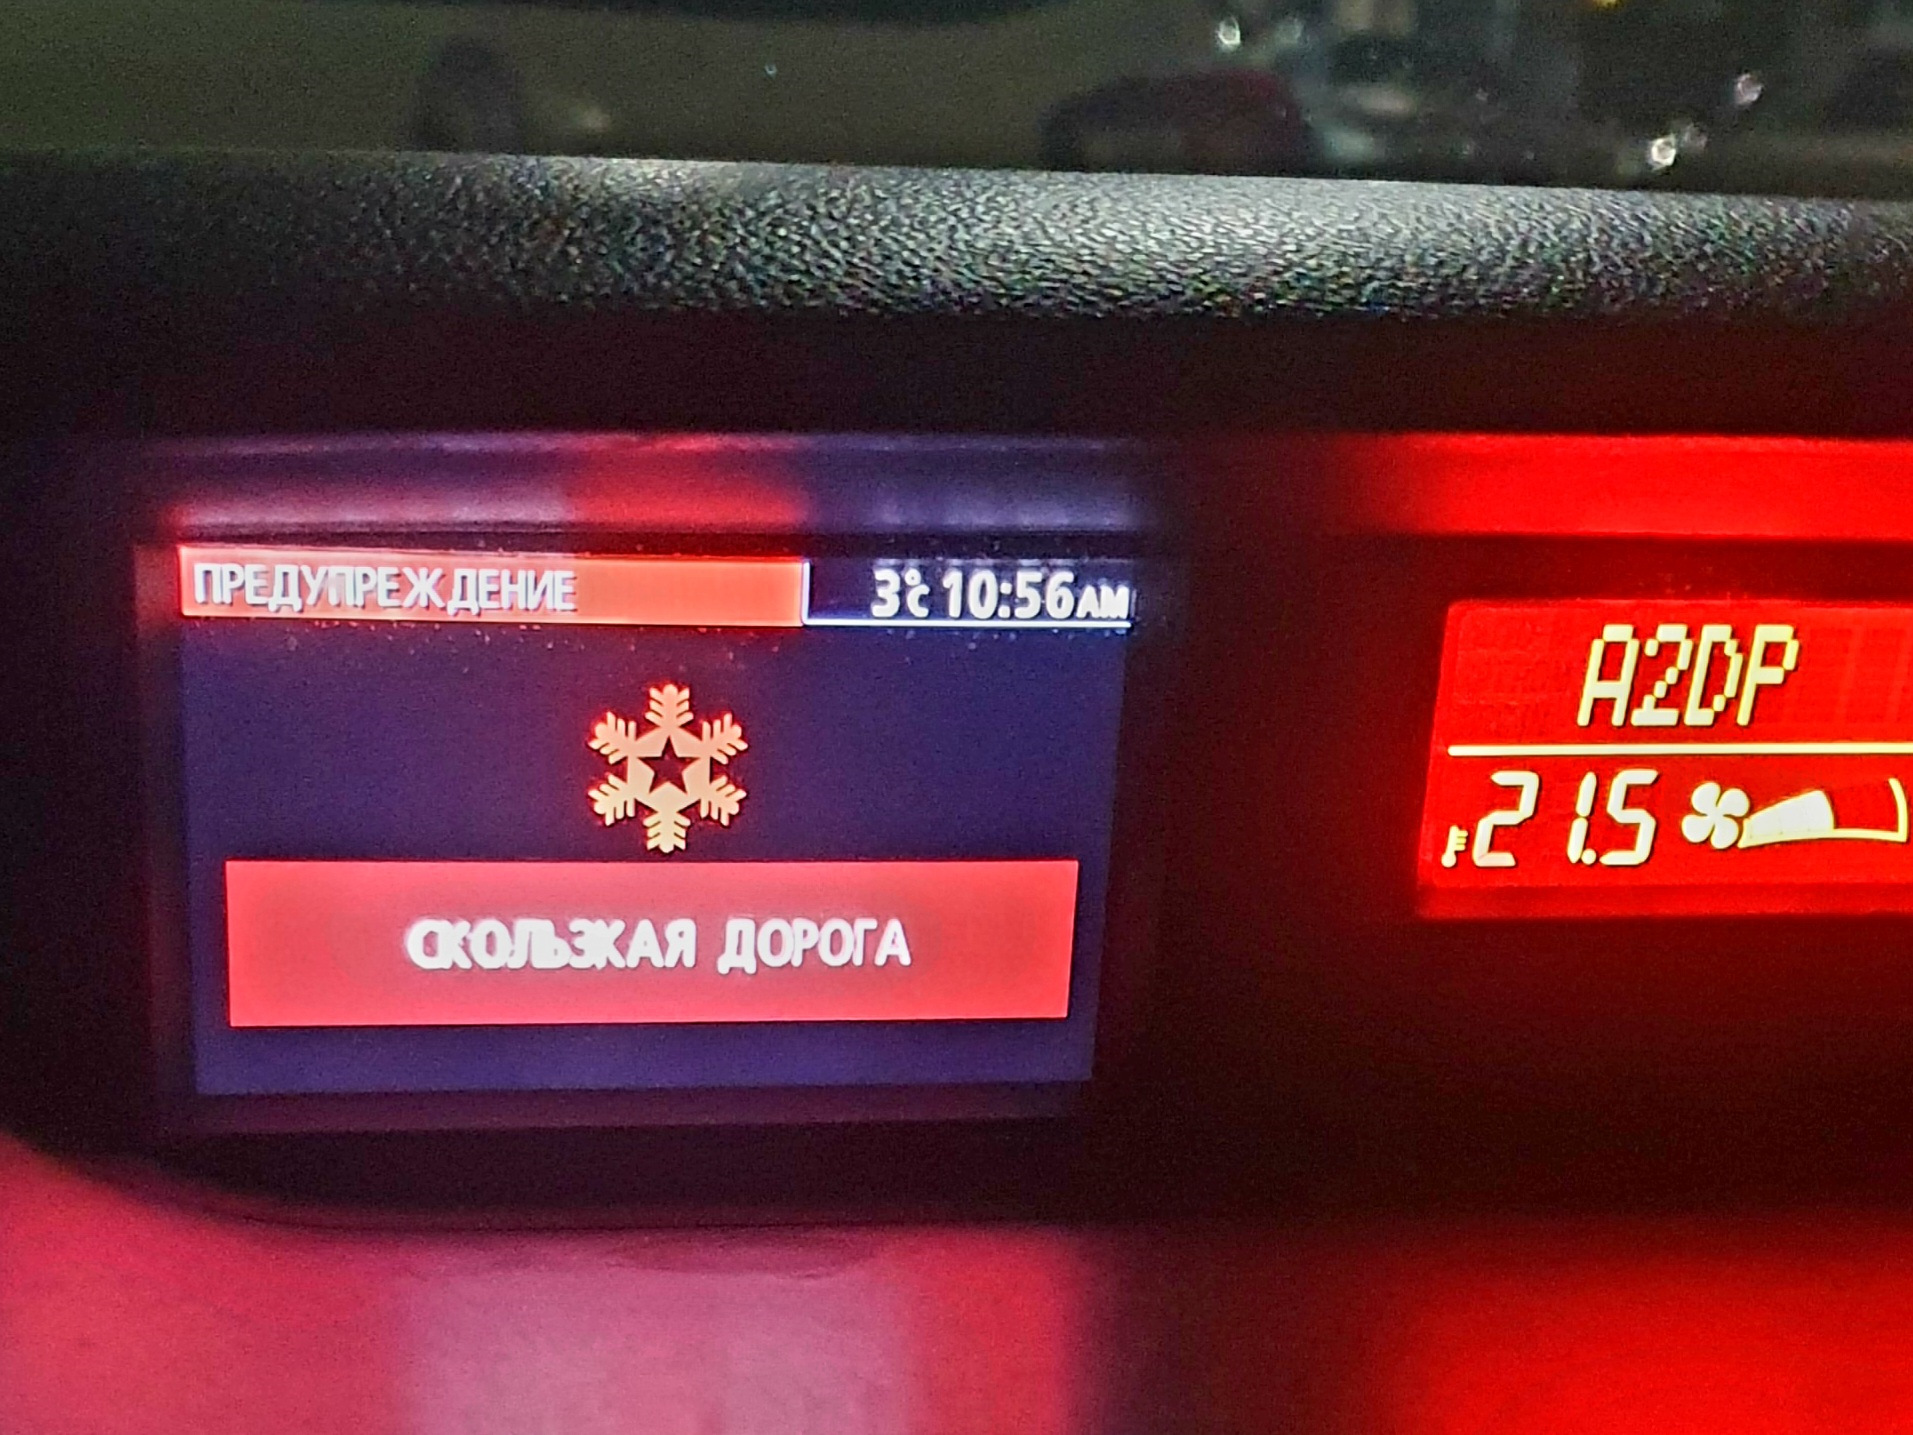 ПРЕДУПРЕЖДЕНИЕ
3°C 10:56AM
СКОЛЬЗКАЯ ДОРОГА
A2DP
21.5